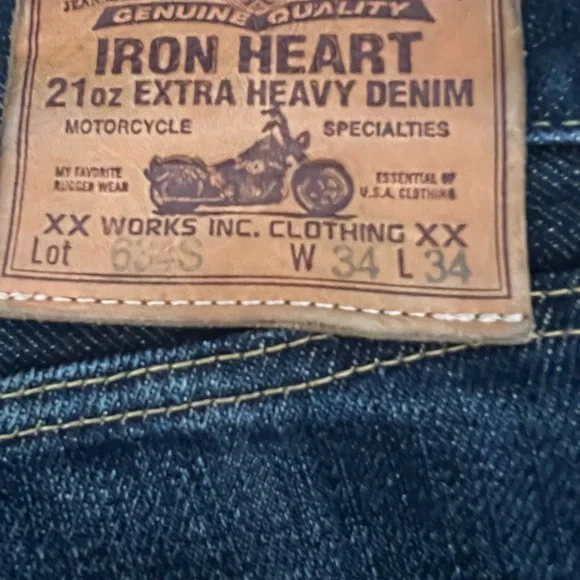 GENUINE QUALITY
IRON HEART
21oz EXTRA HEAVY DENIM
MOTORCYCLE SPECIALTIES
MY FAVORITE ESSENTIAL OF
RUGGER WEAR U.S.A. CLOTHING
XX WORKS INC. CLOTHING XX
Lot 634S W 34 L 34